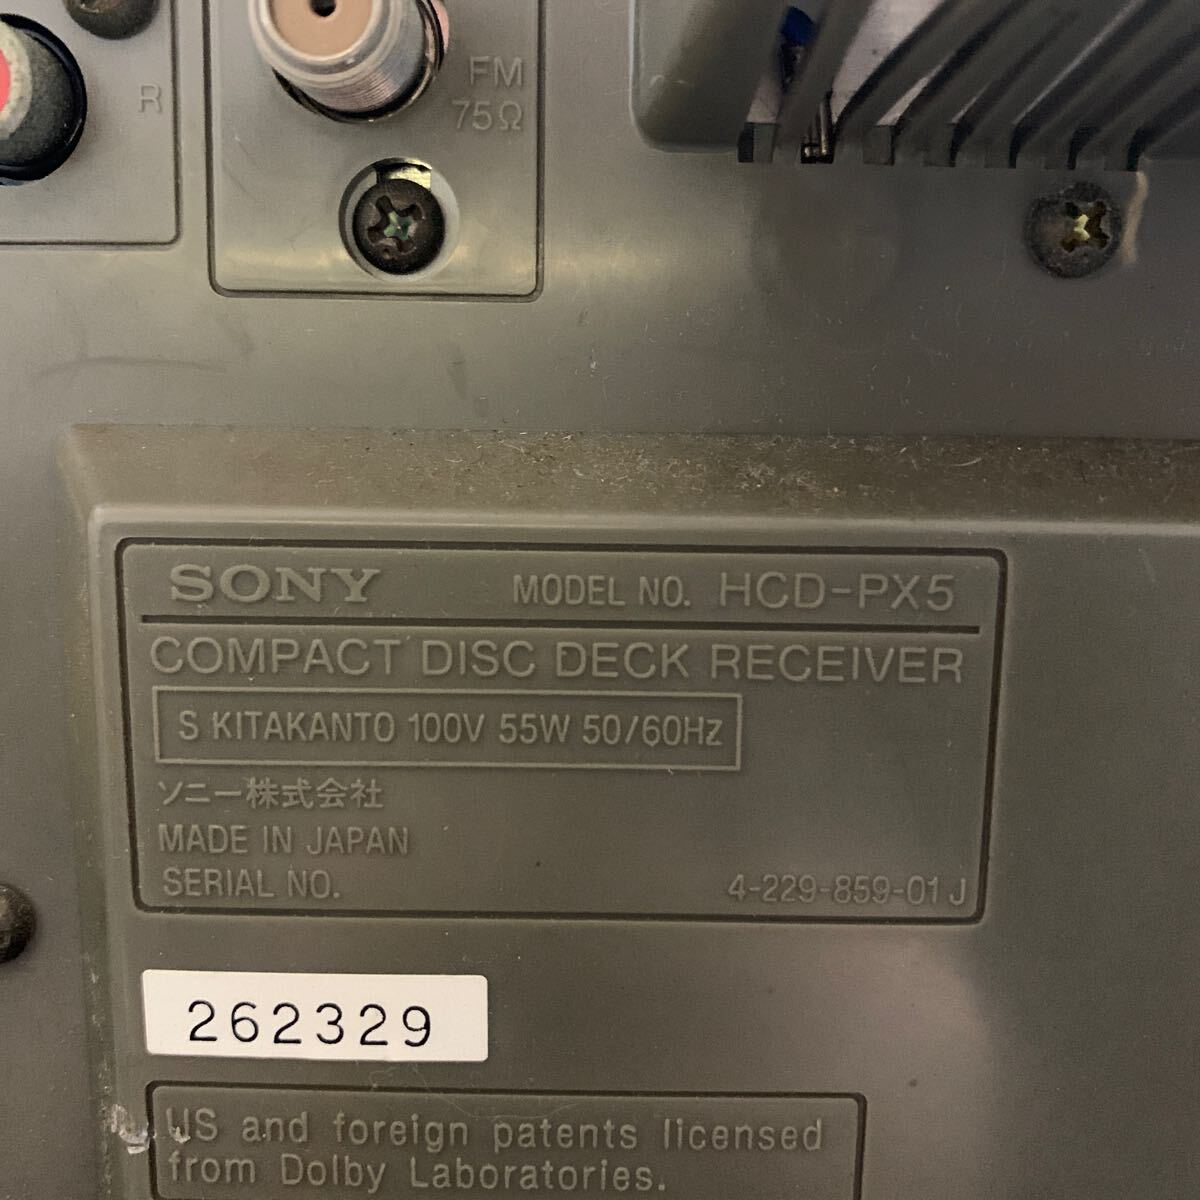 R
FM
75Ω
SONY MODEL NO. HCD-PX5
COMPACT DISC DECK RECEIVER
S KITAKANTO 100V 55W 50/60Hz
ソニー株式会社
MADE IN JAPAN
SERIAL NO. 4-229-859-01 J
262329
US and foreign patents licensed
from Dolby Laboratories.